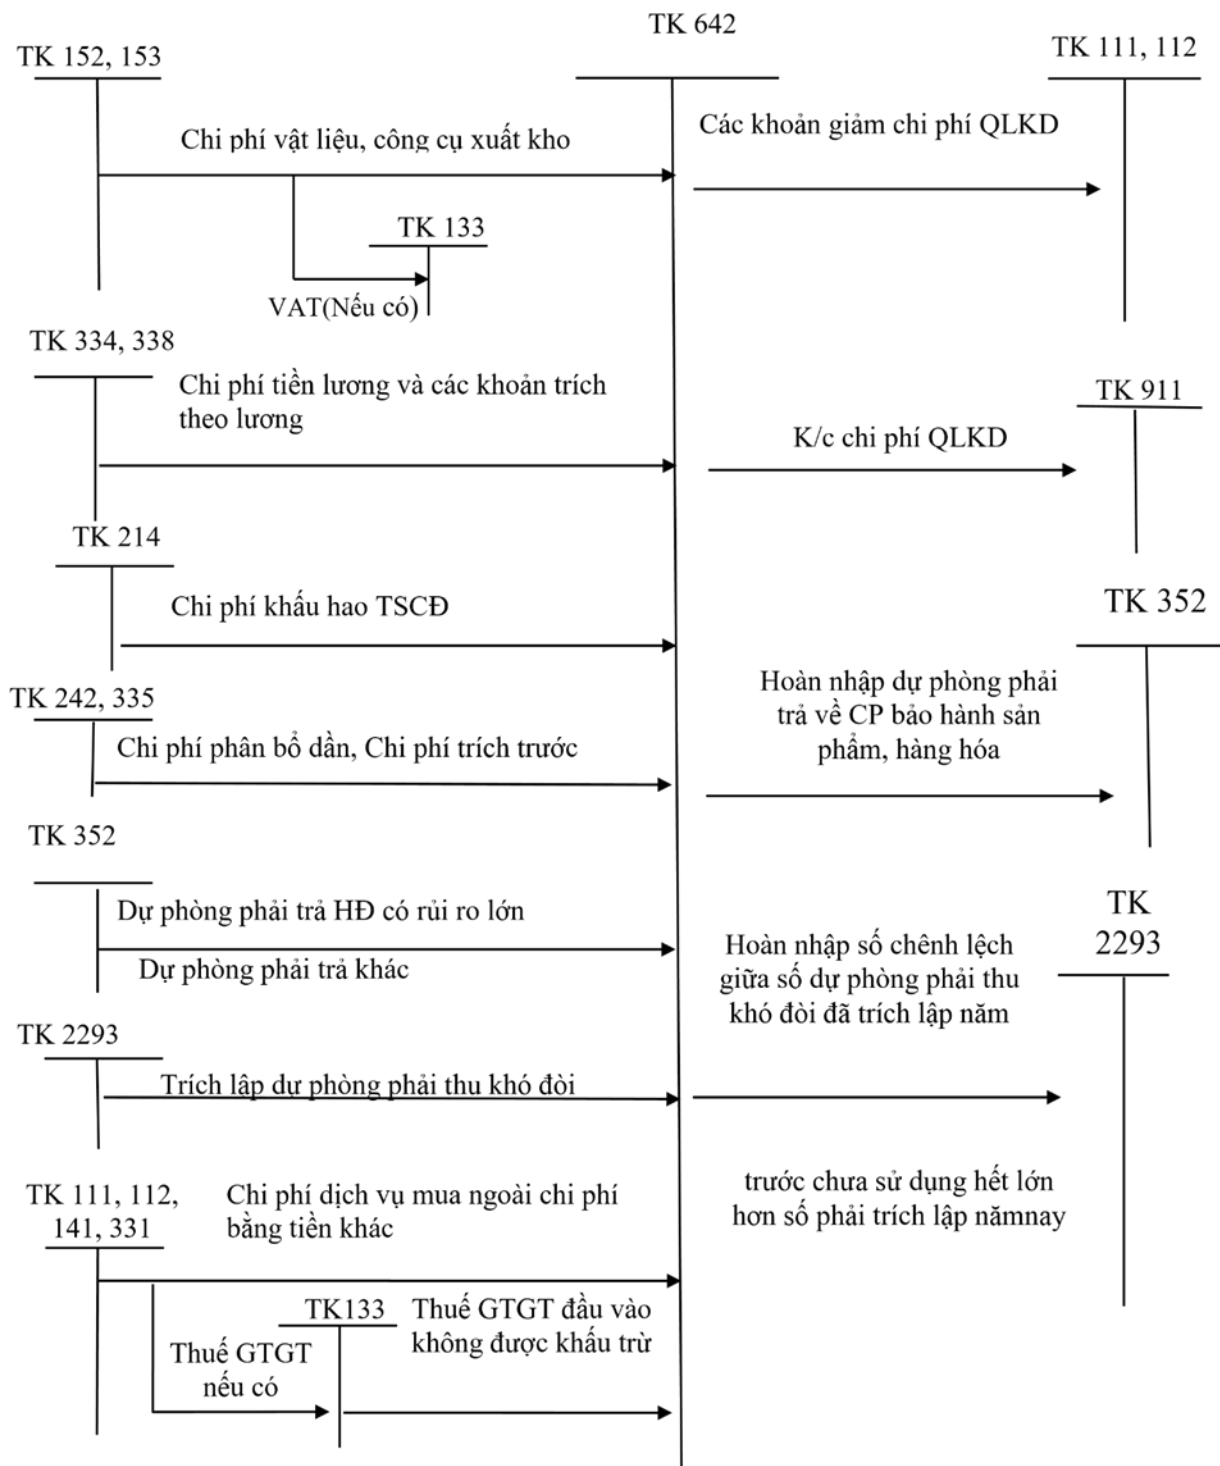 TK 642
TK 152, 153
TK 111, 112
Chi phí vật liệu, công cụ xuất kho
Các khoản giảm chi phí QLKD
TK 133
VAT(Nếu có)
TK 334, 338
Chi phí tiền lương và các khoản trích
theo lương
TK 911
K/c chi phí QLKD
TK 214
Chi phí khấu hao TSCĐ
TK 352
TK 242, 335
Chi phí phân bổ dần, Chi phí trích trước
Hoàn nhập dự phòng phải
trả về CP bảo hành sản
phẩm, hàng hóa
TK 352
Dự phòng phải trả HĐ có rủi ro lớn
Dự phòng phải trả khác
TK
2293
Hoàn nhập số chênh lệch
giữa số dự phòng phải thu
khó đòi đã trích lập năm
TK 2293
Trích lập dự phòng phải thu khó đòi
trước chưa sử dụng hết lớn
hơn số phải trích lập nămnay
TK 111, 112,
141, 331
Chi phí dịch vụ mua ngoài chi phí
bằng tiền khác
TK133
Thuế GTGT đầu vào
không được khấu trừ
Thuế GTGT
nếu có